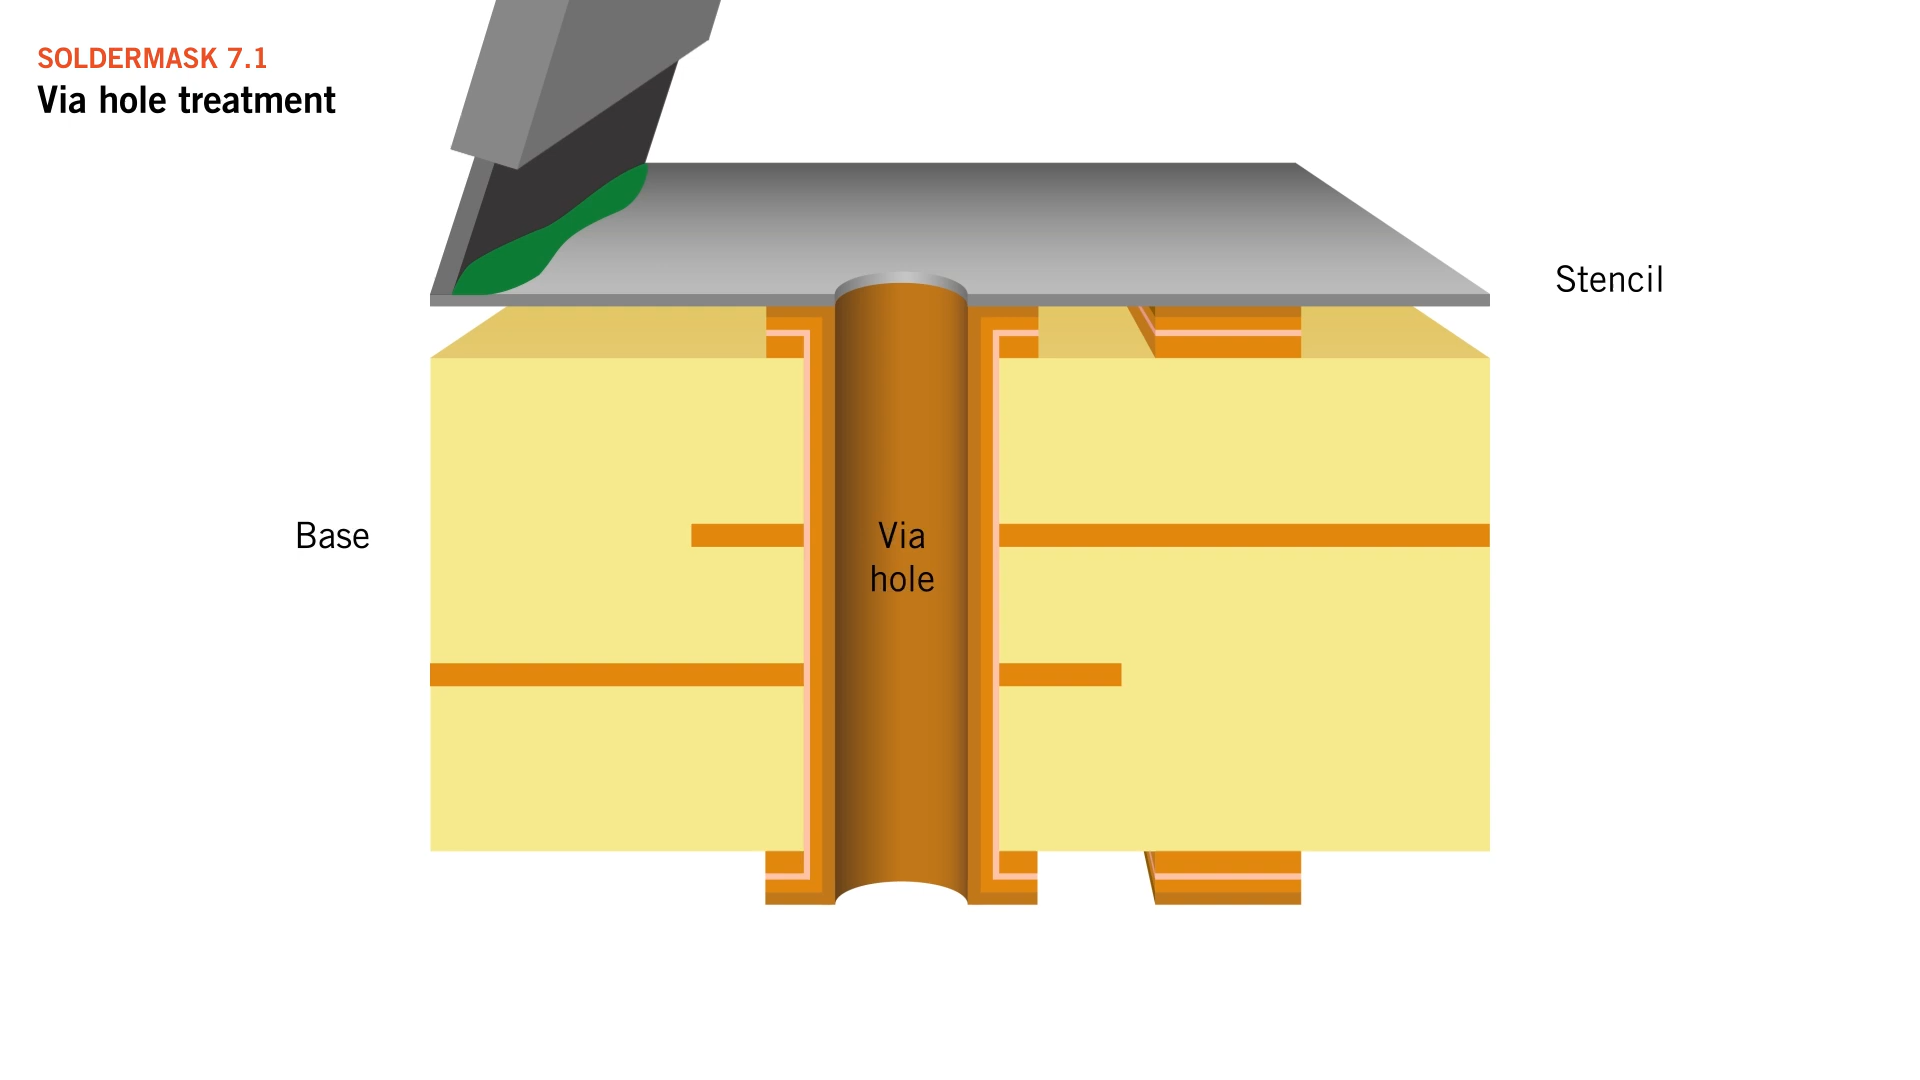 SOLDERMASK 7.1
Via hole treatment
Stencil
Base
Via
hole